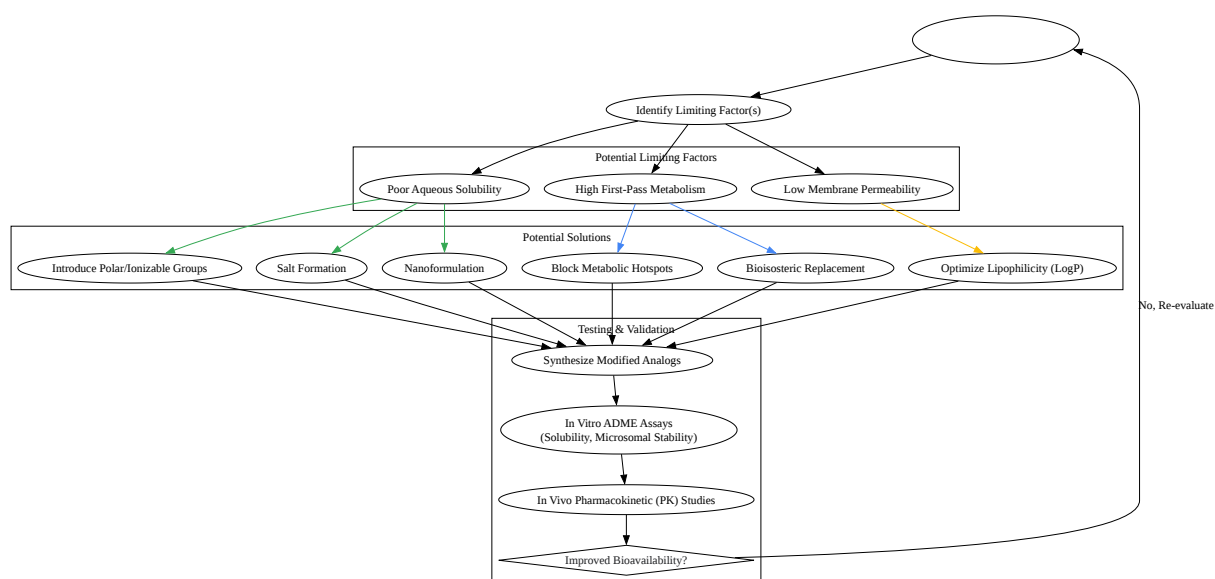 Identify Limiting Factor(s)
Potential Limiting Factors
Poor Aqueous Solubility
High First-Pass Metabolism
Low Membrane Permeability
Potential Solutions
Introduce Polar/Ionizable Groups
Salt Formation
Nanoformulation
Block Metabolic Hotspots
Bioisosteric Replacement
Optimize Lipophilicity (LogP)
No, Re-evaluate
Testing & Validation
Synthesize Modified Analogs
In Vitro ADME Assays
(Solubility, Microsomal Stability)
In Vivo Pharmacokinetic (PK) Studies
Improved Bioavailability?